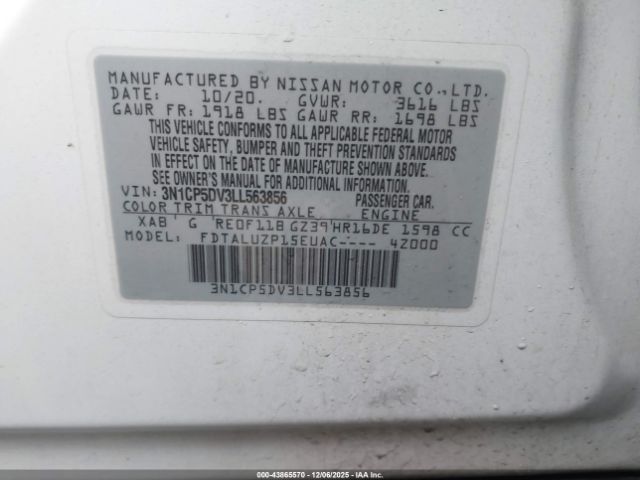 MANUFACTURED BY NISSAN MOTOR CO.,LTD.
DATE: 10/20. GVWR: 3616 LBS
GAWR FR: 1918 LBS GAWR RR: 1698 LBS
THIS VEHICLE CONFORMS TO ALL APPLICABLE FEDERAL MOTOR
VEHICLE SAFETY, BUMPER AND THEFT PREVENTION STANDARDS
IN EFFECT ON THE DATE OF MANUFACTURE SHOWN ABOVE.
SEE OWNER'S MANUAL FOR ADDITIONAL INFORMATION.
VIN: 3N1CP5DV3LL563856 PASSENGER CAR.
COLOR TRIM TRANS AXLE ENGINE
XAB G RE0F11B GZ39 HR16DE 1598 CC
MODEL: FDTALUZP15EUAC---- 42000
3N1CP5DV3LL563856
000-43865570 - 12/06/2025 - IAAI.com